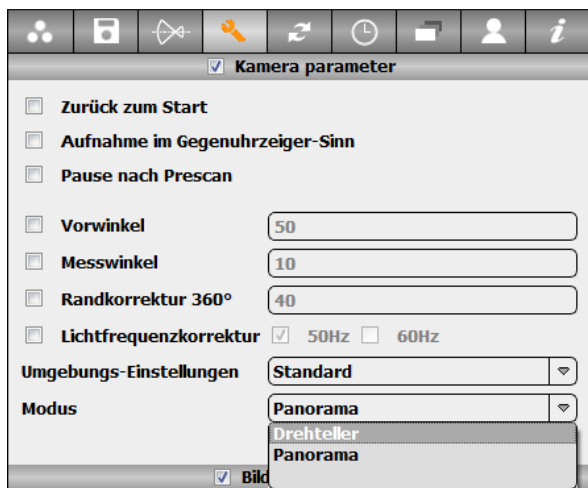 Kamera parameter
Zurück zum Start
Aufnahme im Gegenuhrzeiger-Sinn
Pause nach Prescan
Vorwinkel 50
Messwinkel 10
Randkorrektur 360° 40
Lichtfrequenzkorrektur 50Hz 60Hz
Umgebungs-Einstellungen Standard
Modus Panorama
Drehteller
Panorama
Bild